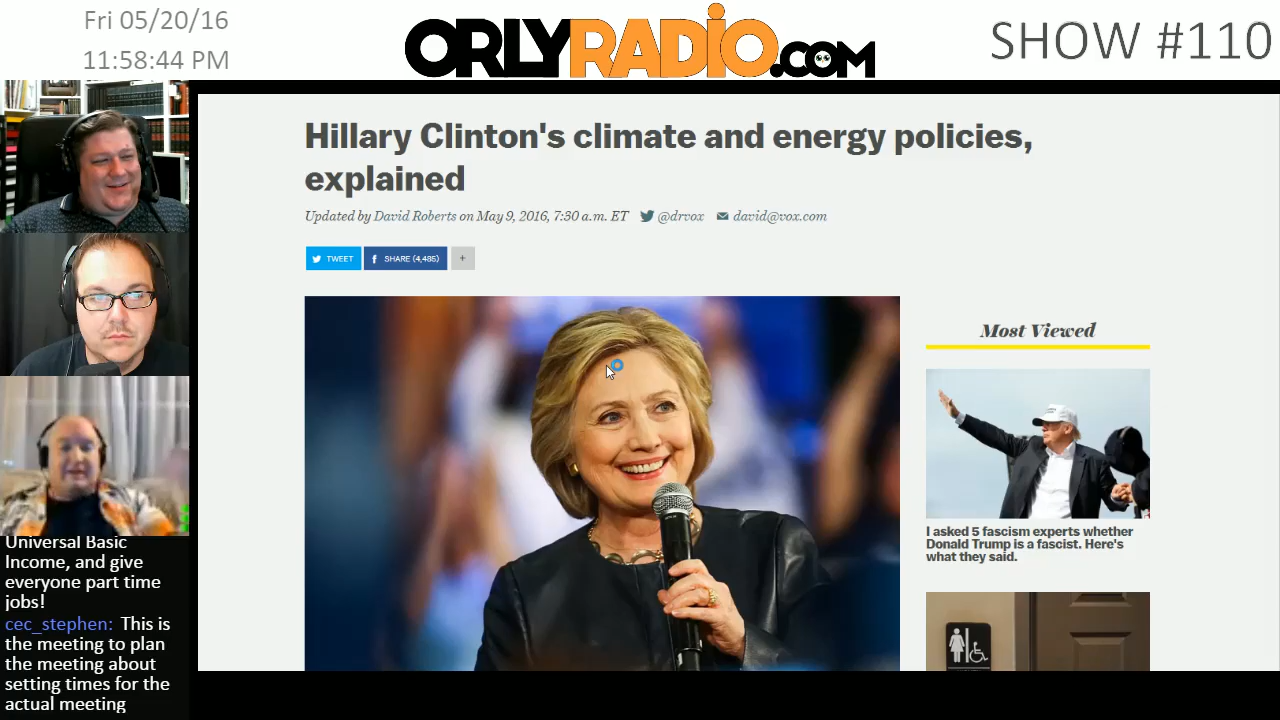 Fri 05/20/16
11:58:44 PM
ORLYRADIO.COM
SHOW #110
Hillary Clinton's climate and energy policies,
explained
Updated by David Roberts on May 9, 2016, 7:30 a.m. ET @drvox david@vox.com
TWEET
SHARE (4,485)
+
Most Viewed
I asked 5 fascism experts whether
Donald Trump is a fascist. Here's
what they said.
Universal Basic
Income, and give
everyone part time
jobs!
cec_stephen: This is
the meeting to plan
the meeting about
setting times for the
actual meeting